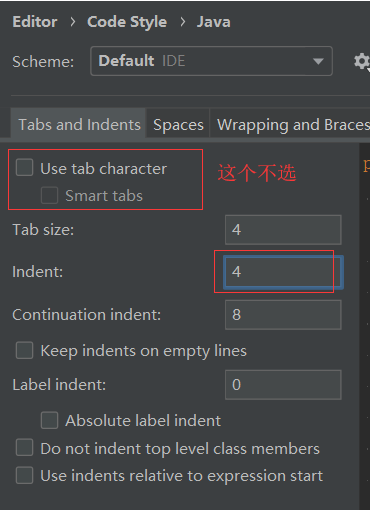 Editor › Code Style › Java
Scheme: Default IDE
Tabs and Indents Spaces Wrapping and Braces
Use tab character 这个不选
Smart tabs
Tab size: 4
Indent: 4
Continuation indent: 8
Keep indents on empty lines
Label indent: 0
Absolute label indent
Do not indent top level class members
Use indents relative to expression start